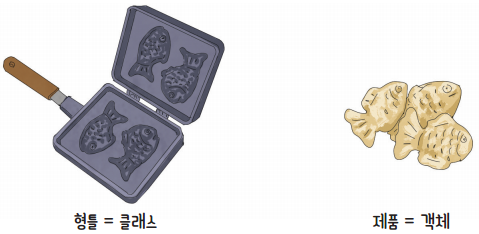 형틀 = 클래스
제품 = 객체